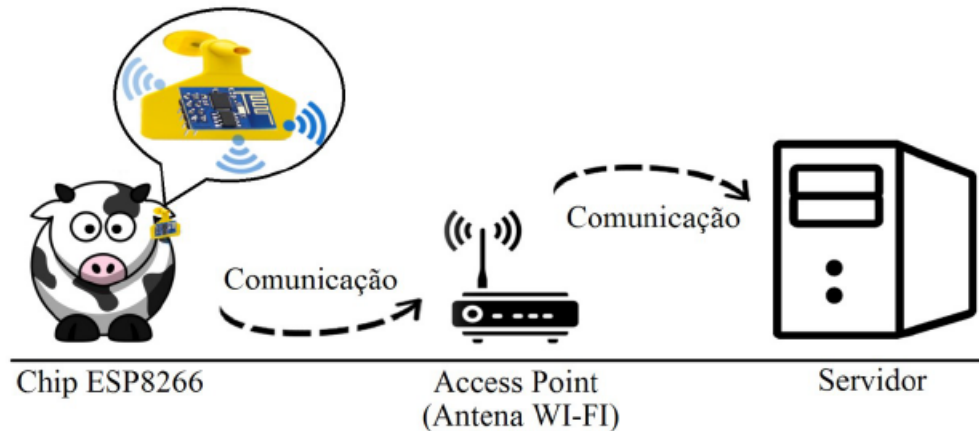 Comunicação
Comunicação
Chip ESP8266
Access Point
(Antena WI-FI)
Servidor